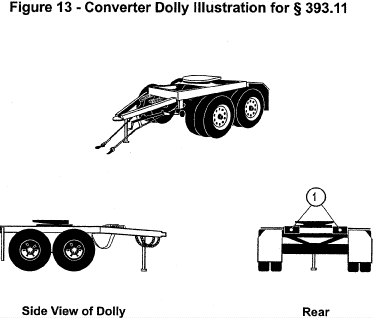 Figure 13 - Converter Dolly Illustration for § 393.11
1
Side View of Dolly
Rear